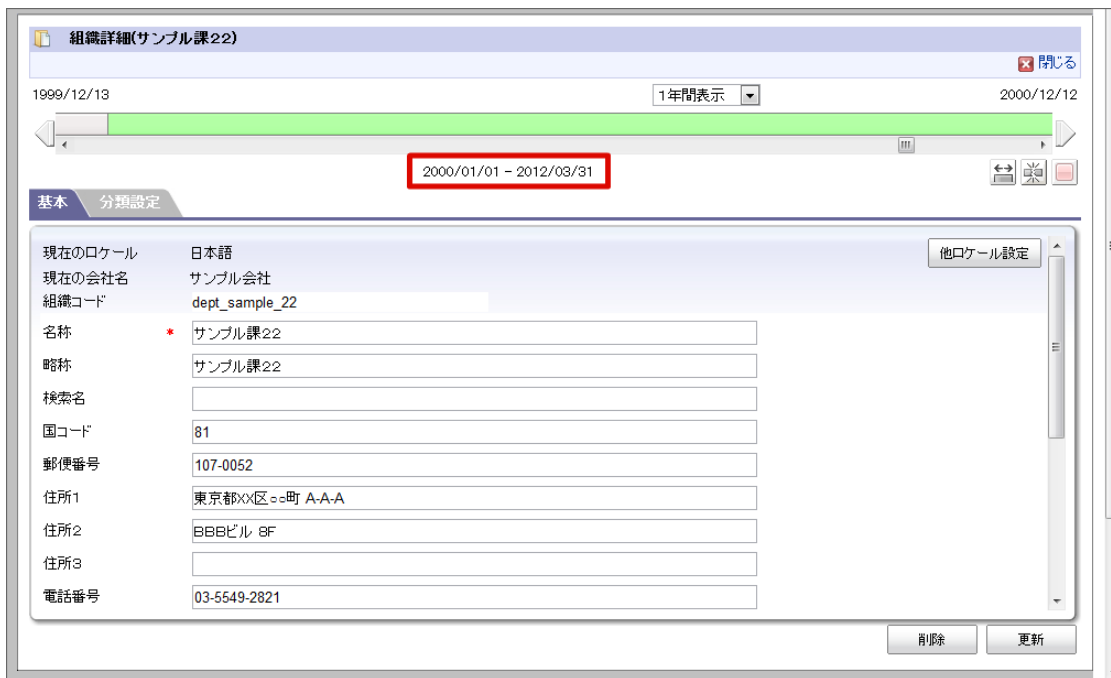 組織詳細(サンプル課22)
閉じる
1999/12/13 1年間表示 2000/12/12
2000/01/01 - 2012/03/31
基本 分類設定
現在のロケール 日本語 他ロケール設定
現在の会社名 サンプル会社
組織コード dept_sample_22
名称 * サンプル課22
略称 サンプル課22
検索名
国コード 81
郵便番号 107-0052
住所1 東京都XX区○○町 A-A-A
住所2 BBBビル 8F
住所3
電話番号 03-5549-2821
削除 更新